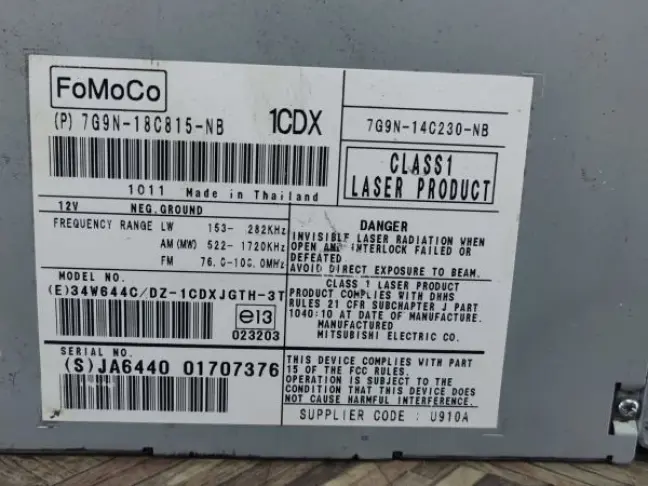 FoMoCo
(P) 7G9N-18C815-NB 1CDX
7G9N-14C230-NB
1011 Made in Thailand
CLASS1
LASER PRODUCT
12V NEG.GROUND
FREQUENCY RANGE LW 153- 282KHz
AM (MW) 522- 1720KHz
FM 76.0-108.0MHz
DANGER
INVISIBLE LASER RADIATION WHEN
OPEN AND INTERLOCK FAILED OR
DEFEATED
AVOID DIRECT EXPOSURE TO BEAM.
MODEL NO.
(E)34W644C/DZ-1CDXJGTH-3T
e13
023203
CLASS 1 LASER PRODUCT
PRODUCT COMPLIES WITH DHHS
RULES 21 CFR SUBCHAPTER J PART
1040:10 AT DATE OF MANUFACTURE.
MANUFACTURED
MITSUBISHI ELECTRIC CO.
SERIAL NO.
(S)JA6440 01707376
THIS DEVICE COMPLIES WITH PART
15 OF THE FCC RULES.
OPERATION IS SUBJECT TO THE
CONDITION THAT THIS DEVICE DOES
NOT CAUSE HARMFUL INTERFERENCE.
SUPPLIER CODE : U910A